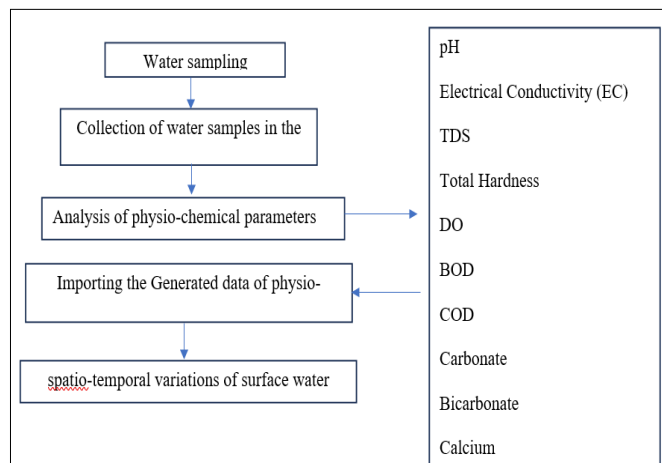 Water sampling
Collection of water samples in the
Analysis of physio-chemical parameters
Importing the Generated data of physio-
spatio-temporal variations of surface water
pH
Electrical Conductivity (EC)
TDS
Total Hardness
DO
BOD
COD
Carbonate
Bicarbonate
Calcium